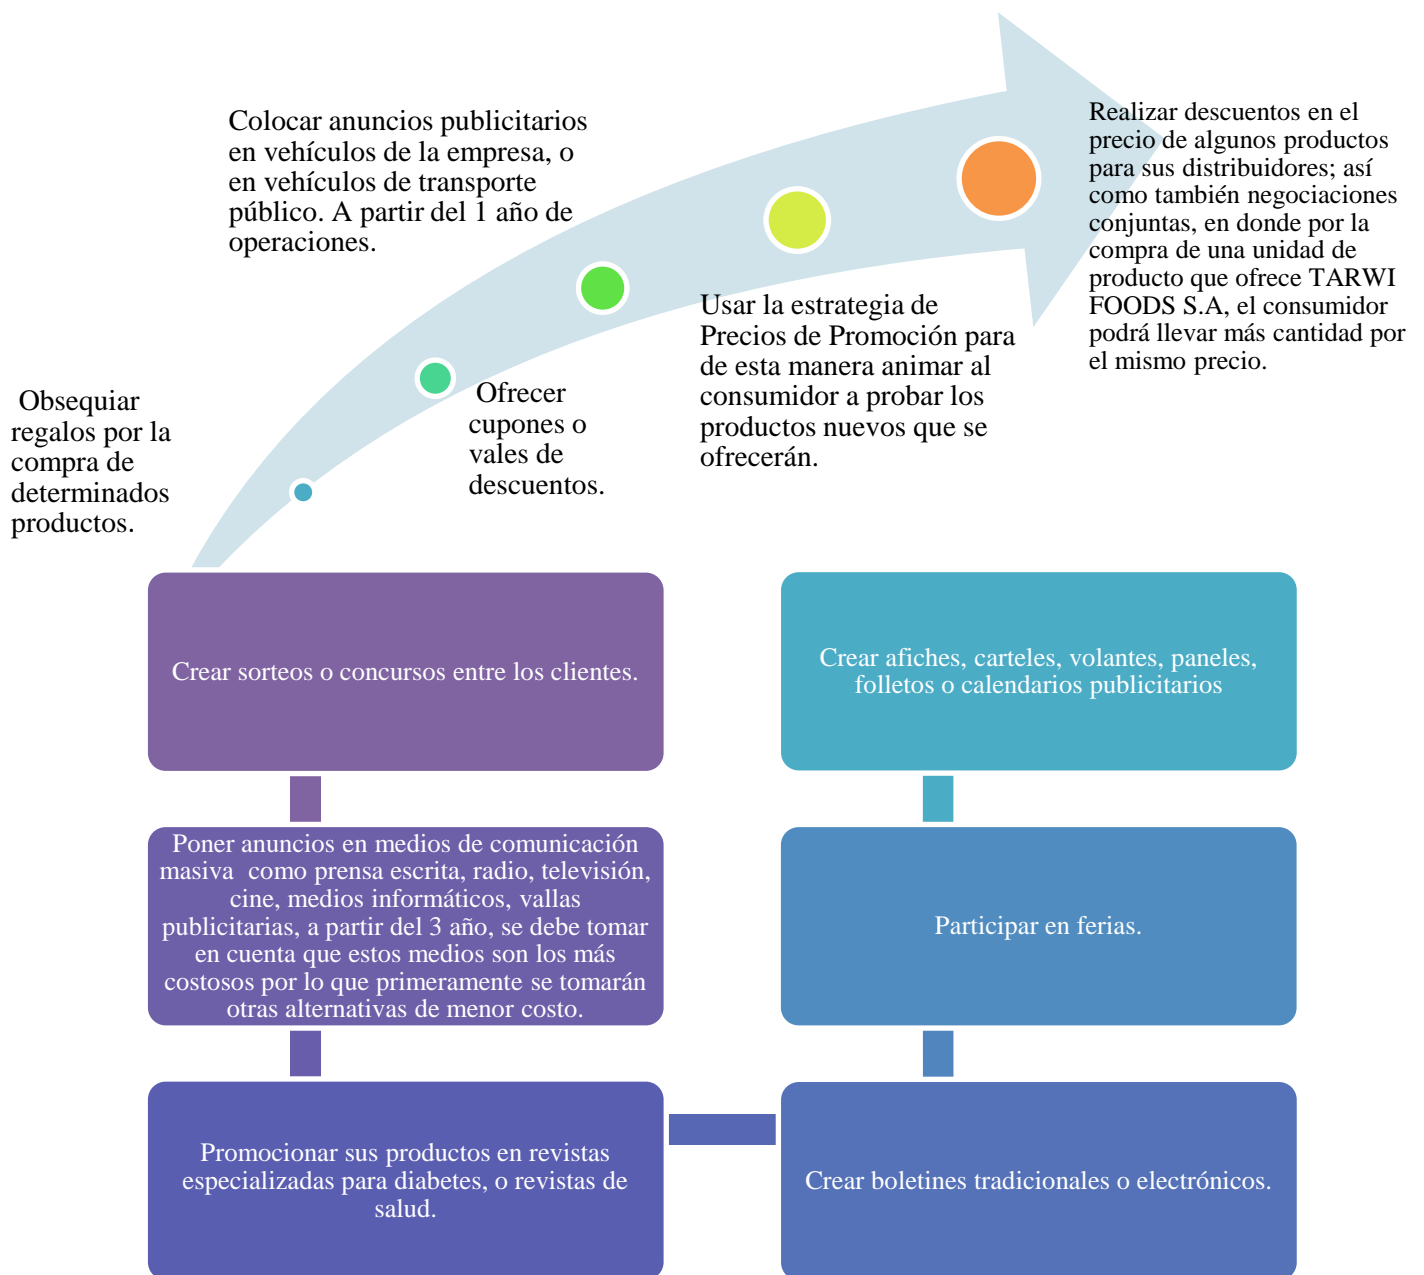 Colocar anuncios publicitarios
en vehículos de la empresa, o
en vehículos de transporte
público. A partir del 1 año de
operaciones.
Realizar descuentos en el
precio de algunos productos
para sus distribuidores; así
como también negociaciones
conjuntas, en donde por la
compra de una unidad de
producto que ofrece TARWI
FOODS S.A, el consumidor
podrá llevar más cantidad por
el mismo precio.
Usar la estrategia de
Precios de Promoción para
de esta manera animar al
consumidor a probar los
productos nuevos que se
ofrecerán.
Obsequiar
regalos por la
compra de
determinados
productos.
Ofrecer
cupones o
vales de
descuentos.
Crear sorteos o concursos entre los clientes.
Crear afiches, carteles, volantes, paneles,
folletos o calendarios publicitarios
Poner anuncios en medios de comunicación
masiva  como prensa escrita, radio, televisión,
cine, medios informáticos, vallas
publicitarias, a partir del 3 año, se debe tomar
en cuenta que estos medios son los más
costosos por lo que primeramente se tomarán
otras alternativas de menor costo.
Participar en ferias.
Promocionar sus productos en revistas
especializadas para diabetes, o revistas de
salud.
Crear boletines tradicionales o electrónicos.